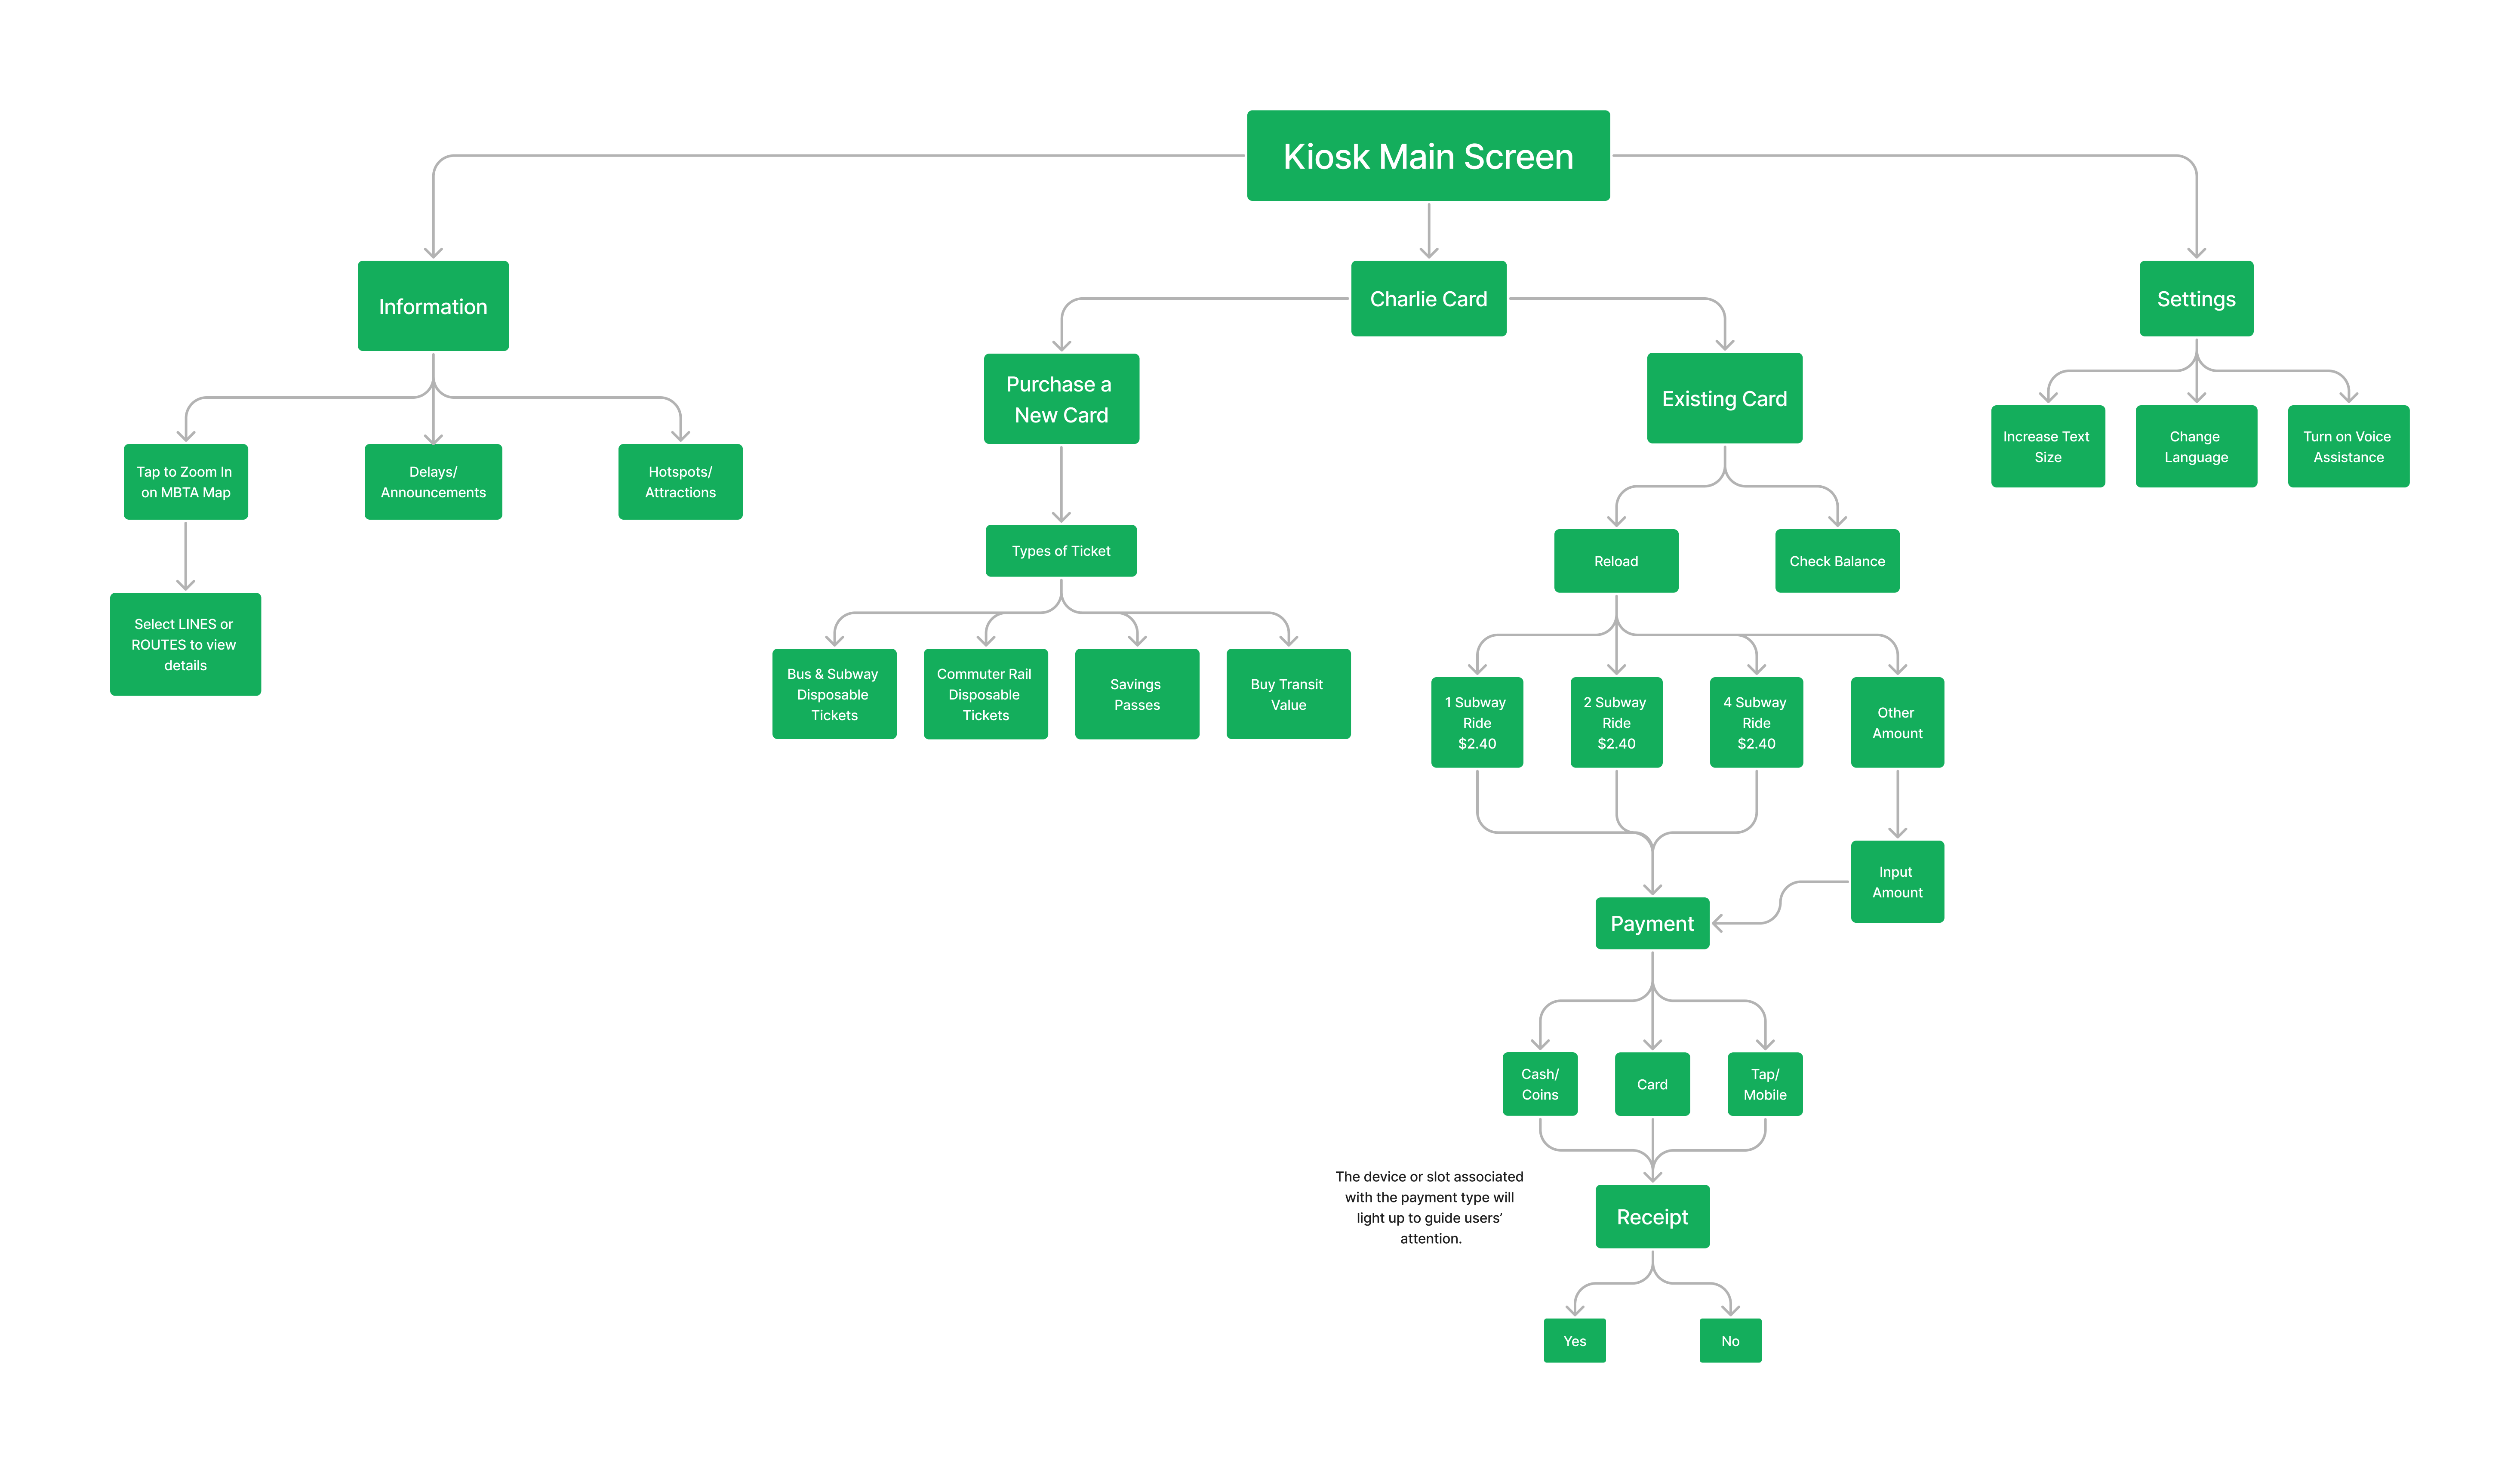 Kiosk Main Screen
Information
Charlie Card
Settings
Purchase a
New Card
Existing Card
Increase Text
Size
Change
Language
Turn on Voice
Assistance
Tap to Zoom In
on MBTA Map
Delays/
Announcements
Hotspots/
Attractions
Types of Ticket
Reload
Check Balance
Select LINES or
ROUTES to view
details
Bus & Subway
Disposable
Tickets
Commuter Rail
Disposable
Tickets
Savings
Passes
Buy Transit
Value
1 Subway
Ride
$2.40
2 Subway
Ride
$2.40
4 Subway
Ride
$2.40
Other
Amount
Input
Amount
Payment
Cash/
Coins
Card
Tap/
Mobile
The device or slot associated
with the payment type will
light up to guide users’
attention.
Receipt
Yes
No